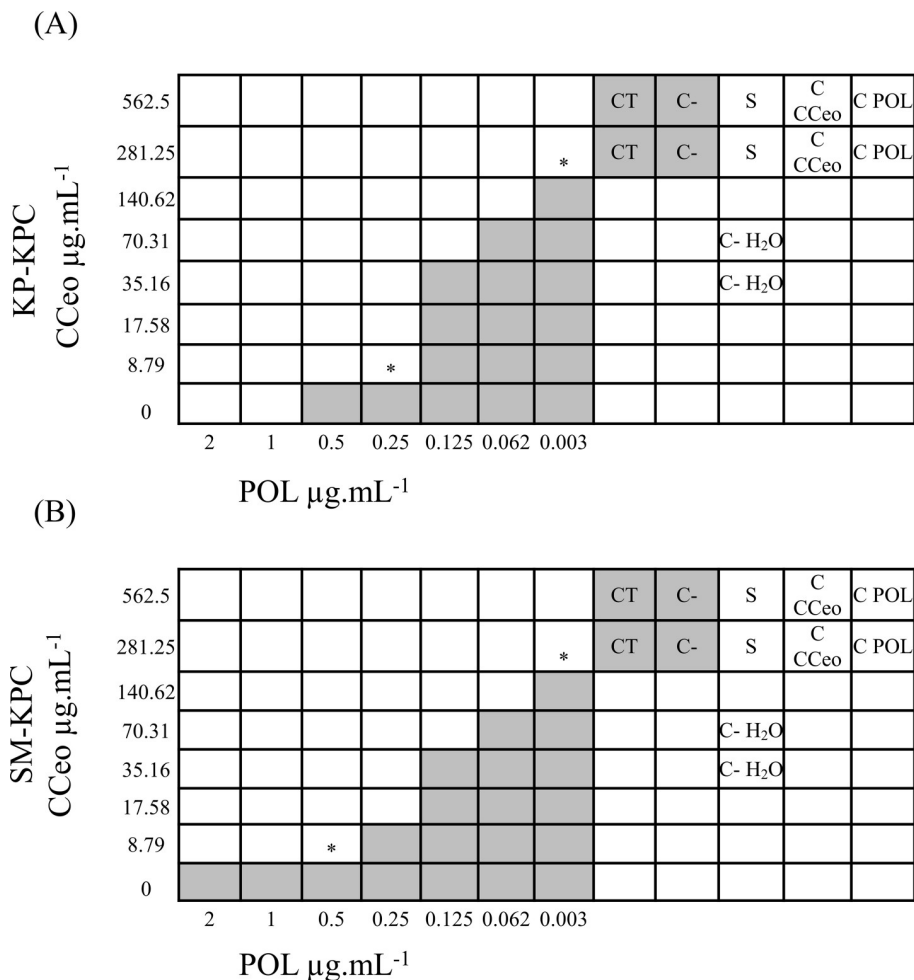 (A)
KP-KPC
CCeo µg.mL-1
562.5 CT C- S C CCeo C POL
281.25 * CT C- S C CCeo C POL
140.62
70.31 C- H2O
35.16 C- H2O
17.58
8.79 *
0
2 1 0.5 0.25 0.125 0.062 0.003
POL µg.mL-1
(B)
SM-KPC
CCeo µg.mL-1
562.5 CT C- S C CCeo C POL
281.25 * CT C- S C CCeo C POL
140.62
70.31 C- H2O
35.16 C- H2O
17.58
8.79 *
0
2 1 0.5 0.25 0.125 0.062 0.003
POL µg.mL-1